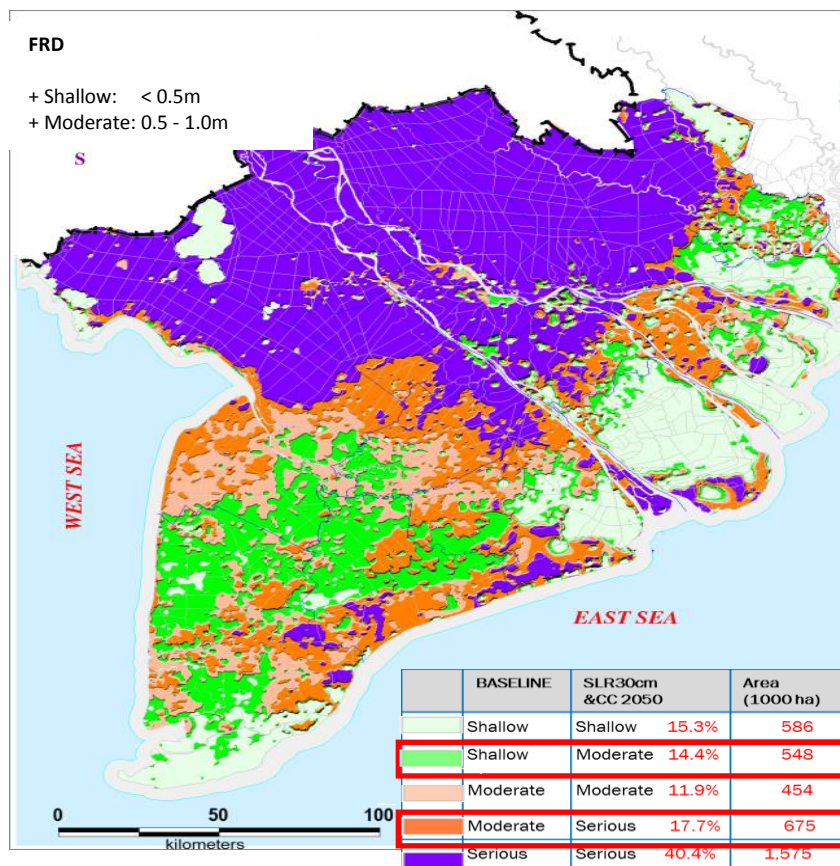 FRD
+ Shallow: < 0.5m
+ Moderate: 0.5 - 1.0m
S
WEST SEA
EAST SEA
0 50 100
kilometers
BASELINE SLR30cm &CC 2050 Area (1000 ha)
Shallow Shallow 15.3% 586
Shallow Moderate 14.4% 548
Moderate Moderate 11.9% 454
Moderate Serious 17.7% 675
Serious Serious 40.4% 1,575